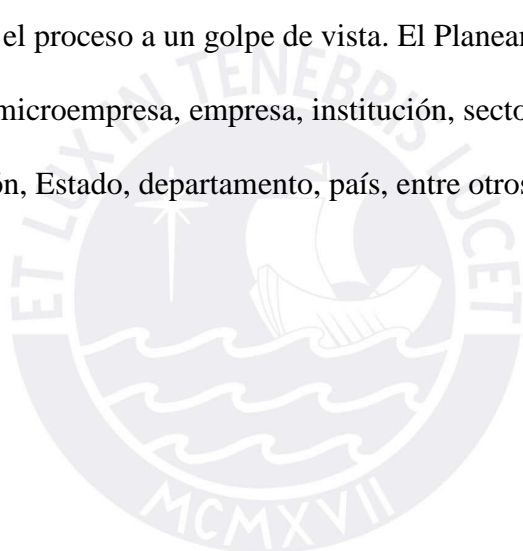 el proceso a un golpe de vista. El Planear
microempresa, empresa, institución, secto
ón, Estado, departamento, país, entre otros
ET LUX IN TENEBRIS LUCET
MCMXVII